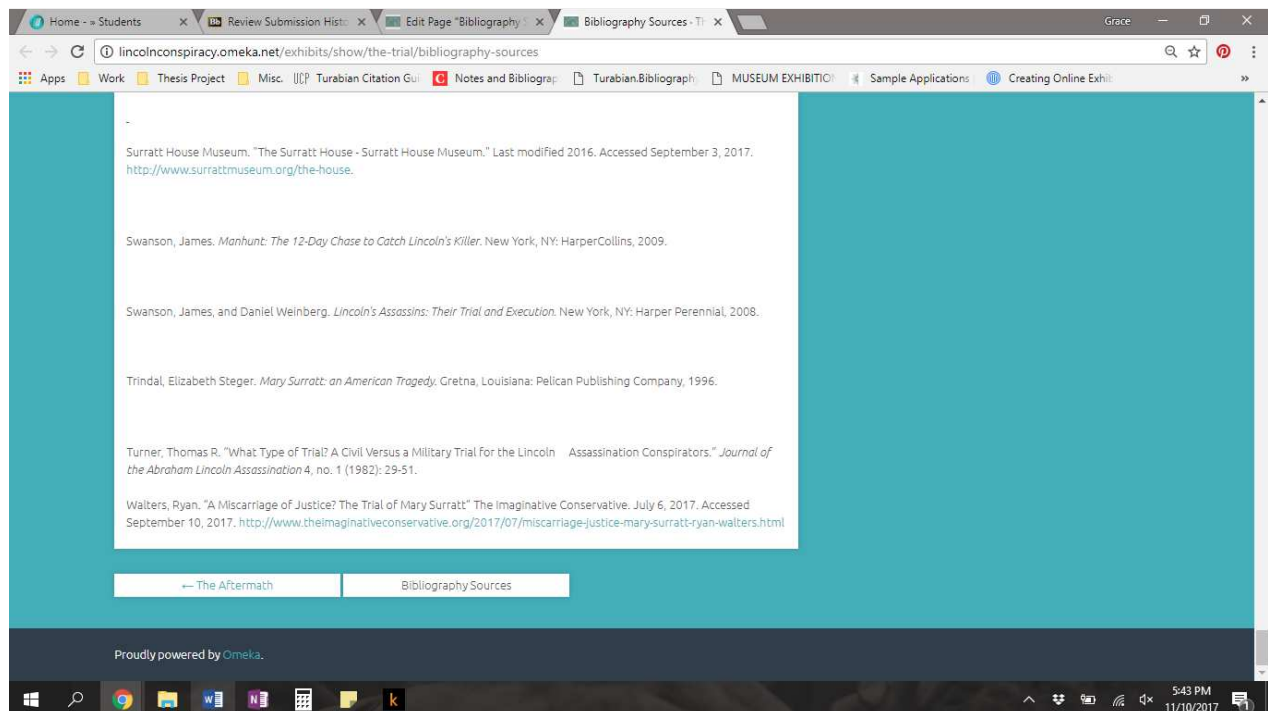 Home - » Students
Review Submission Histo
Edit Page "Bibliography S
Bibliography Sources - Th
Grace
lincolnconspiracy.omeka.net/exhibits/show/the-trial/bibliography-sources
Apps Work Thesis Project Misc. Turabian Citation Gui Notes and Bibliograp Turabian.Bibliograph MUSEUM EXHIBITIO Sample Applications Creating Online Exhi »
-
Surratt House Museum. "The Surratt House - Surratt House Museum." Last modified 2016. Accessed September 3, 2017.
http://www.surrattmuseum.org/the-house.
Swanson, James. Manhunt: The 12-Day Chase to Catch Lincoln's Killer. New York, NY: HarperCollins, 2009.
Swanson, James, and Daniel Weinberg. Lincoln's Assassins: Their Trial and Execution. New York, NY: Harper Perennial, 2008.
Trindal, Elizabeth Steger. Mary Surratt: an American Tragedy. Gretna, Louisiana: Pelican Publishing Company, 1996.
Turner, Thomas R. "What Type of Trial? A Civil Versus a Military Trial for the Lincoln Assassination Conspirators." Journal of
the Abraham Lincoln Assassination 4, no. 1 (1982): 29-51.
Walters, Ryan. "A Miscarriage of Justice? The Trial of Mary Surratt" The Imaginative Conservative. July 6, 2017. Accessed
September 10, 2017. http://www.theimaginativeconservative.org/2017/07/miscarriage-justice-mary-surratt-ryan-walters.html
← The Aftermath
Bibliography Sources
Proudly powered by Omeka.
5:43 PM
11/10/2017